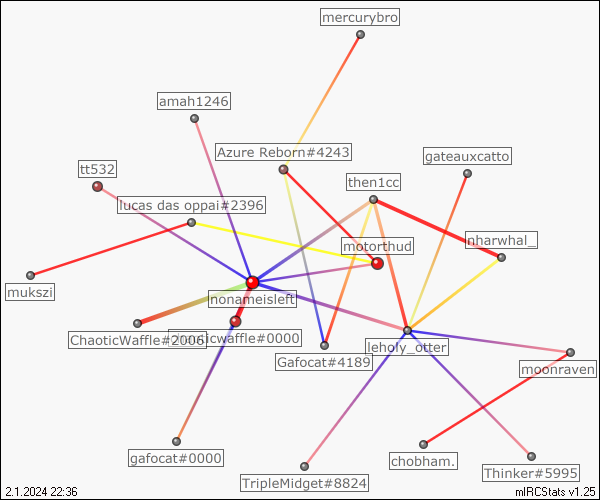 mercurybro
amah1246
Azure Reborn#4243
gateauxcatto
tt532
then1cc
lucas das oppai#2396
motorthud
nharwhal_
mukszi
nonameisleft
ChaoticWaffle#2006
chaoticwaffle#0000
leholy_otter
Gafocat#4189
moonraven
gafocat#0000
chobham.
Thinker#5995
TripleMidget#8824
2.1.2024 22:36
mIRCStats v1.25